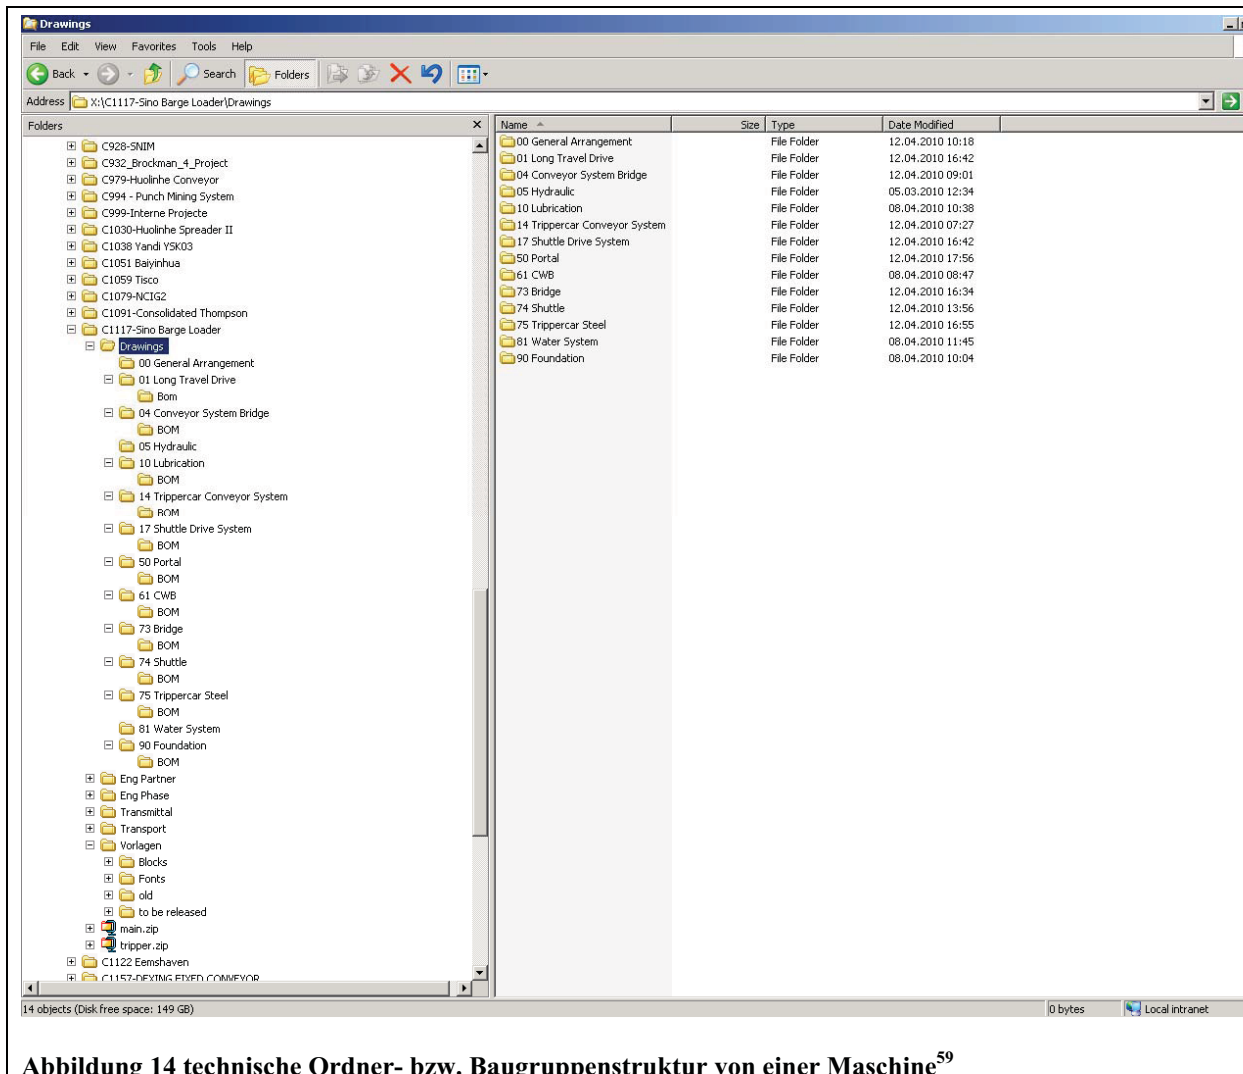 Drawings
File Edit View Favorites Tools Help
Back Search Folders
Address X:\C1117-Sino Barge Loader\Drawings
Folders
C928-SNIM
C932_Brockman_4_Project
C979-Huolinhe Conveyor
C994 - Punch Mining System
C999-Interne Projecte
C1030-Huolinhe Spreader II
C1038 Yandi YSK03
C1051 Baiyinhua
C1059 Tisco
C1079-NCIG2
C1091-Consolidated Thompson
C1117-Sino Barge Loader
Drawings
00 General Arrangement
01 Long Travel Drive
Bom
04 Conveyor System Bridge
BOM
05 Hydraulic
10 Lubrication
BOM
14 Trippercar Conveyor System
BOM
17 Shuttle Drive System
BOM
50 Portal
BOM
61 CWB
BOM
73 Bridge
BOM
74 Shuttle
BOM
75 Trippercar Steel
BOM
81 Water System
90 Foundation
BOM
Eng Partner
Eng Phase
Transmittal
Transport
Vorlagen
Blocks
Fonts
old
to be released
main.zip
tripper.zip
C1122 Eemshaven
C1157-DEXING FIXED CONVEYOR
Name Size Type Date Modified
00 General Arrangement File Folder 12.04.2010 10:18
01 Long Travel Drive File Folder 12.04.2010 16:42
04 Conveyor System Bridge File Folder 12.04.2010 09:01
05 Hydraulic File Folder 05.03.2010 12:34
10 Lubrication File Folder 08.04.2010 10:38
14 Trippercar Conveyor System File Folder 12.04.2010 07:27
17 Shuttle Drive System File Folder 12.04.2010 16:42
50 Portal File Folder 12.04.2010 17:56
61 CWB File Folder 08.04.2010 08:47
73 Bridge File Folder 12.04.2010 16:34
74 Shuttle File Folder 12.04.2010 13:56
75 Trippercar Steel File Folder 12.04.2010 16:55
81 Water System File Folder 08.04.2010 11:45
90 Foundation File Folder 08.04.2010 10:04
14 objects (Disk free space: 149 GB) 0 bytes Local intranet
Abbildung 14 technische Ordner- bzw. Baugruppenstruktur von einer Maschine59